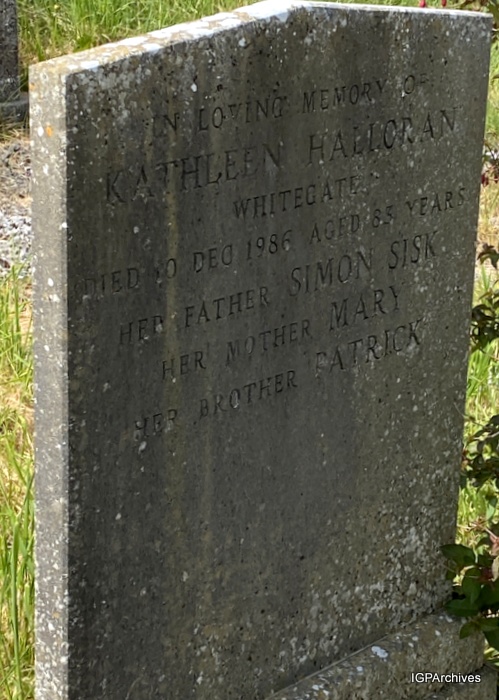 IN LOVING MEMORY OF
KATHLEEN HALLORAN
WHITEGATE
DIED 10 DEC 1986 AGED 83 YEARS
HER FATHER SIMON SISK
HER MOTHER MARY
HER BROTHER PATRICK
IGPArchives